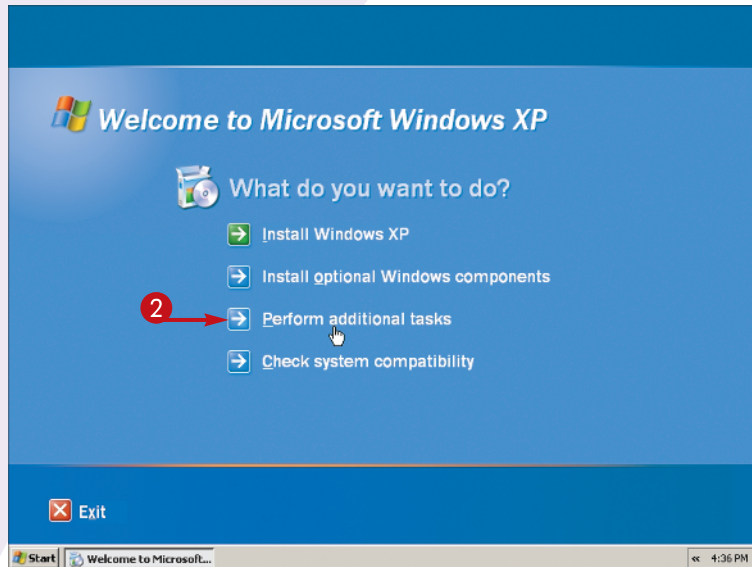 Welcome to Microsoft Windows XP
What do you want to do?
Install Windows XP
Install optional Windows components
2
Perform additional tasks
Check system compatibility
Exit
Start
Welcome to Microsoft...
« 4:36 PM